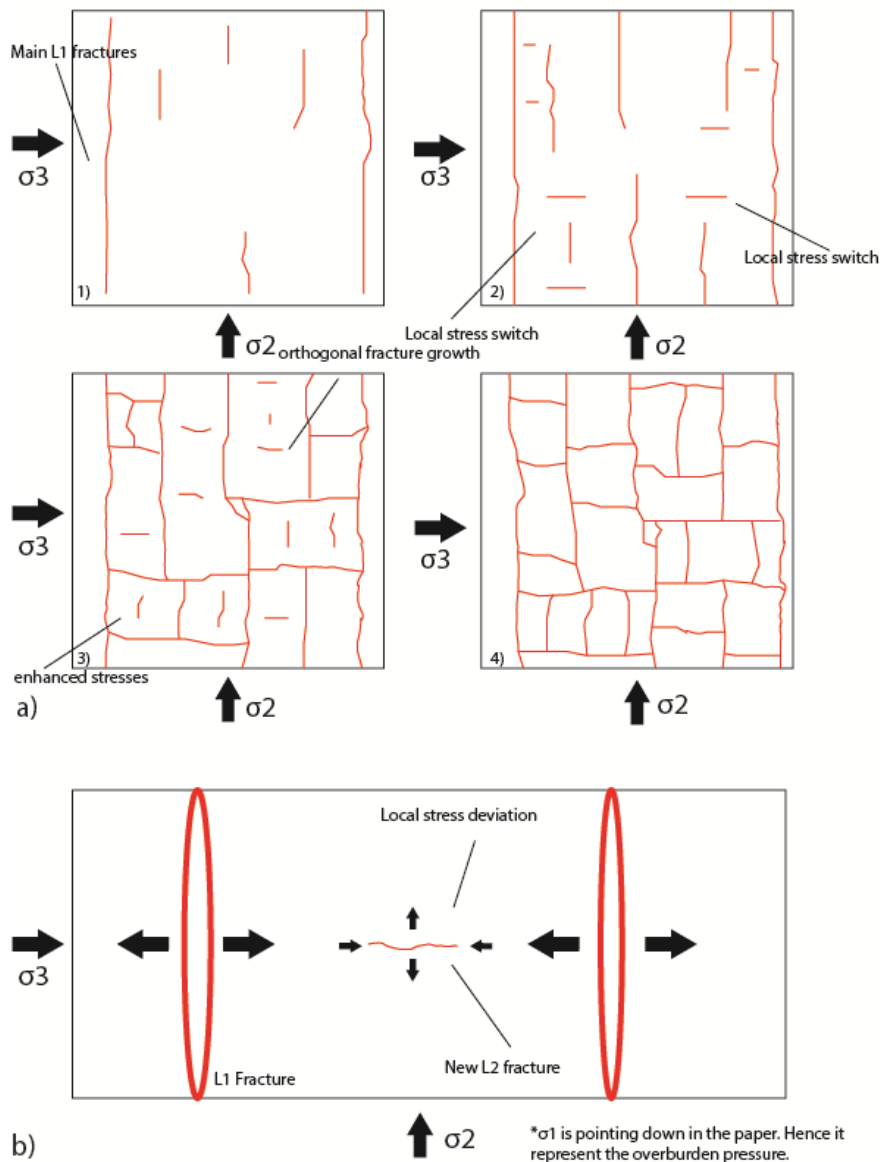 Main L1 fractures
σ3
1)
σ2
σ3
Local stress switch
Local stress switch
2)
σ2
orthogonal fracture growth
σ3
enhanced stresses
3)
σ2
σ3
4)
σ2
a)
Local stress deviation
σ3
New L2 fracture
L1 Fracture
σ2
b)
*σ1 is pointing down in the paper. Hence it
represent the overburden pressure.